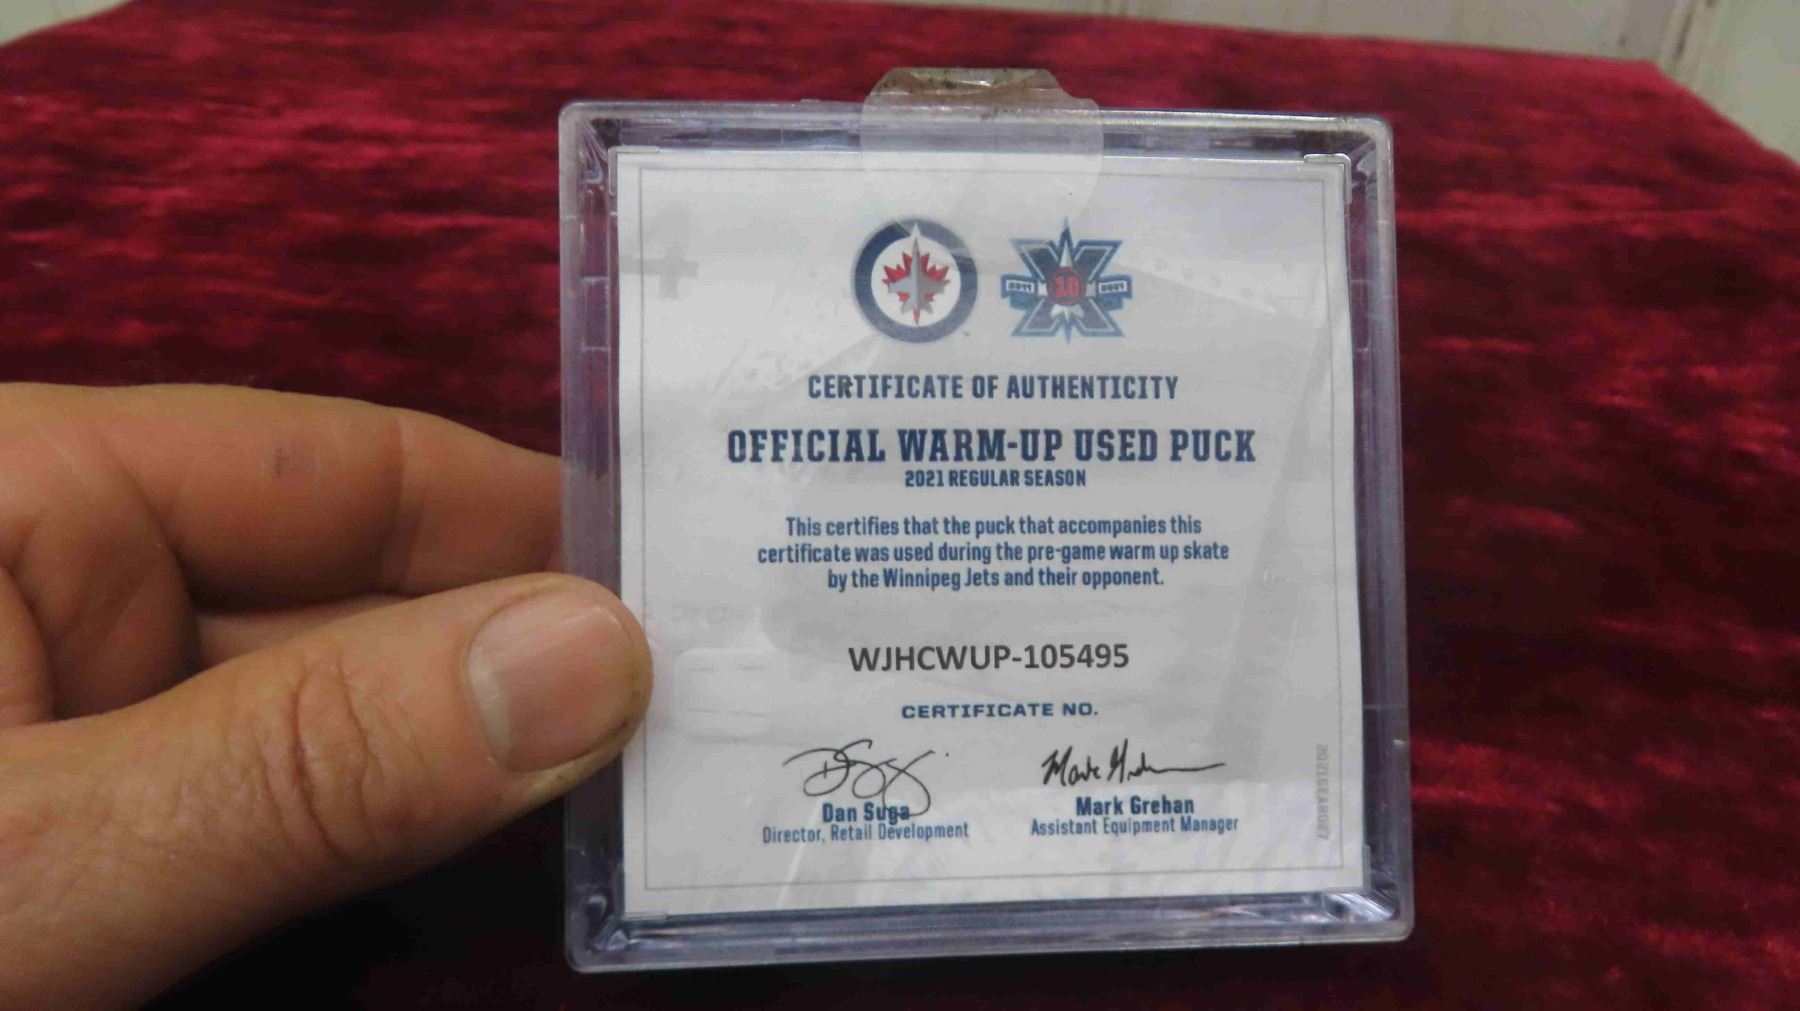 2011 10 2021
CERTIFICATE OF AUTHENTICITY
OFFICIAL WARM-UP USED PUCK
2021 REGULAR SEASON
This certifies that the puck that accompanies this
certificate was used during the pre-game warm up skate
by the Winnipeg Jets and their opponent.
WJHCWUP-105495
CERTIFICATE NO.
Dan Suga
Director, Retail Development
Mark Grehan
Assistant Equipment Manager